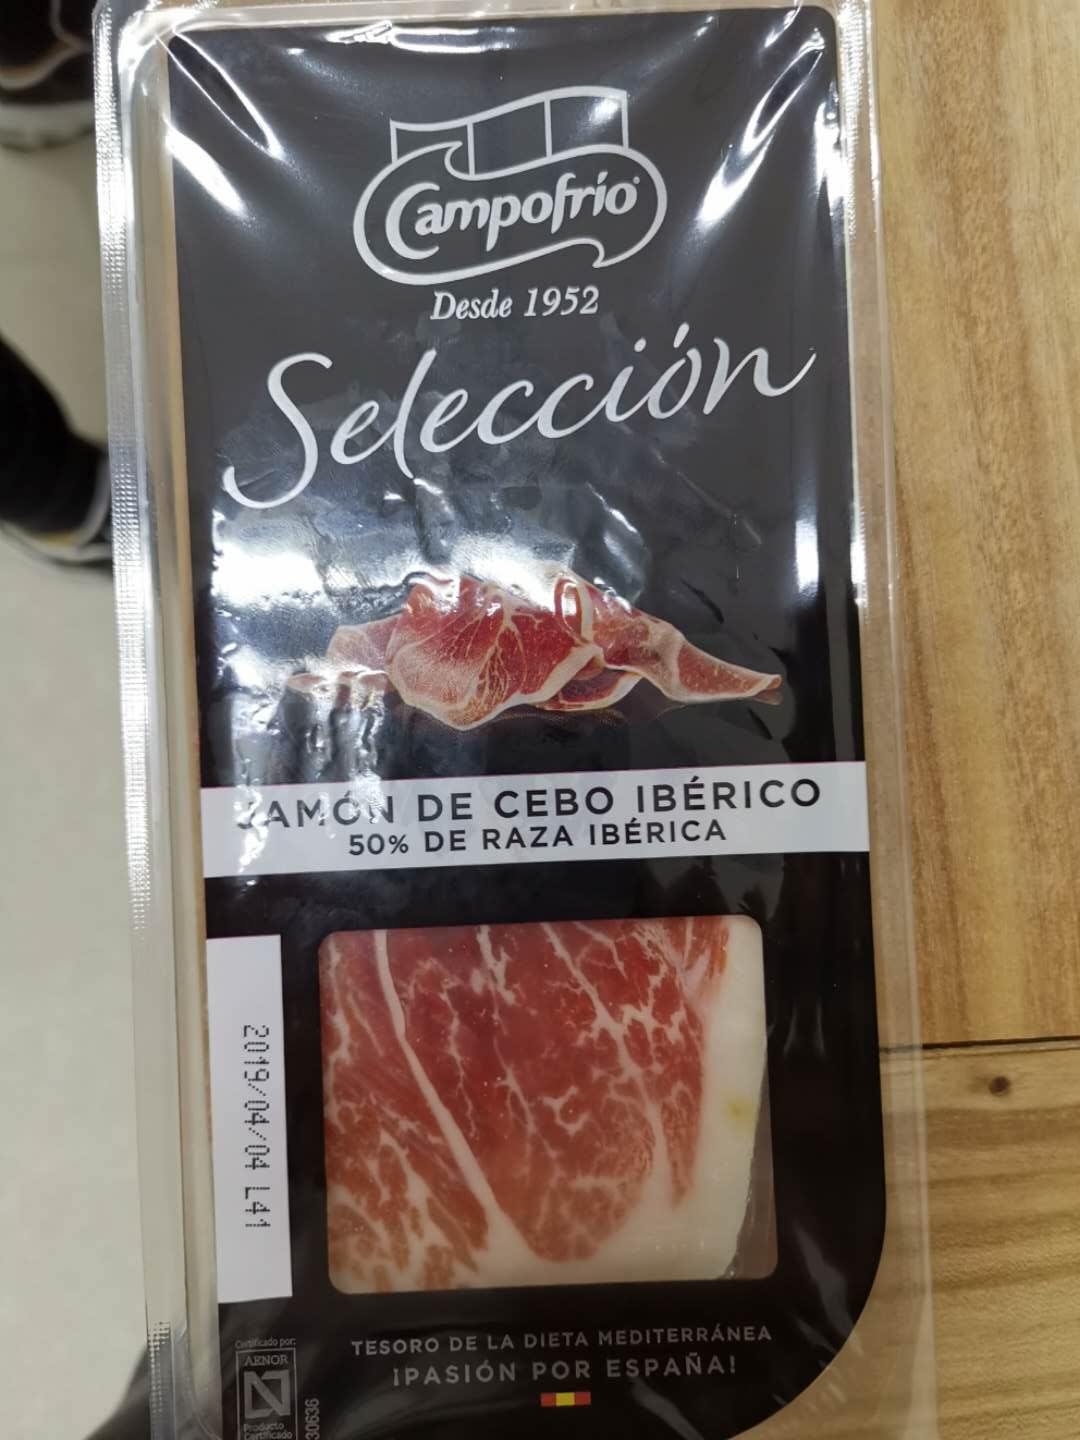 Campofrío
Desde 1952
Selección
JAMÓN DE CEBO IBÉRICO
50% DE RAZA IBÉRICA
2019/04/04 L41
TESORO DE LA DIETA MEDITERRÁNEA
¡PASIÓN POR ESPAÑA!
Certificado por:
AENOR
Producto
Certificado
30636